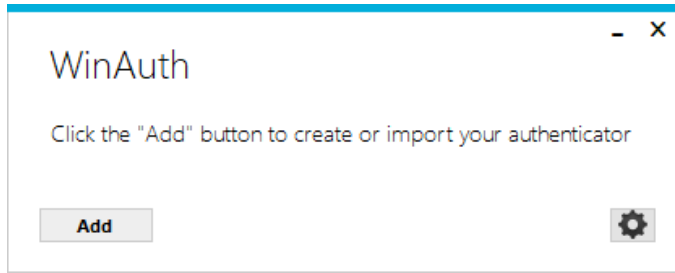 WinAuth
Click the "Add" button to create or import your authenticator
Add